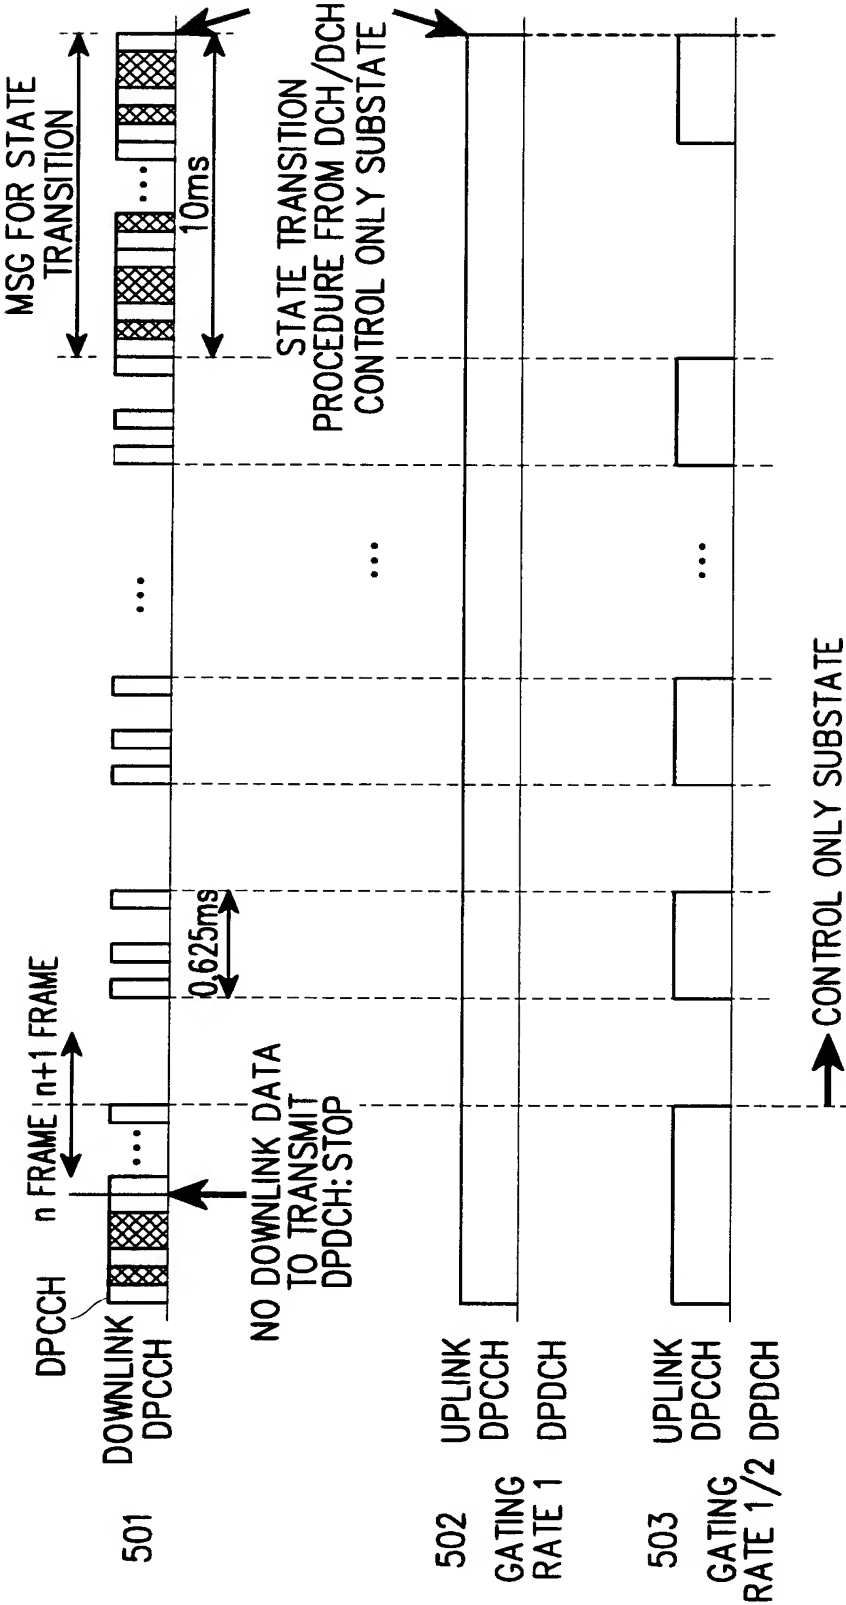 DPCCH
n FRAME
n+1 FRAME
MSG FOR STATE
TRANSITION
501
DOWNLINK
DPCCH
...
...
...
0.625ms
10ms
NO DOWNLINK DATA
TO TRANSMIT
DPDCH:STOP
STATE TRANSITION
PROCEDURE FROM DCH/DCH
CONTROL ONLY SUBSTATE
...
502
UPLINK
DPCCH
GATING
RATE 1
DPDCH
503
UPLINK
DPCCH
...
GATING
RATE 1/2
DPDCH
CONTROL ONLY SUBSTATE